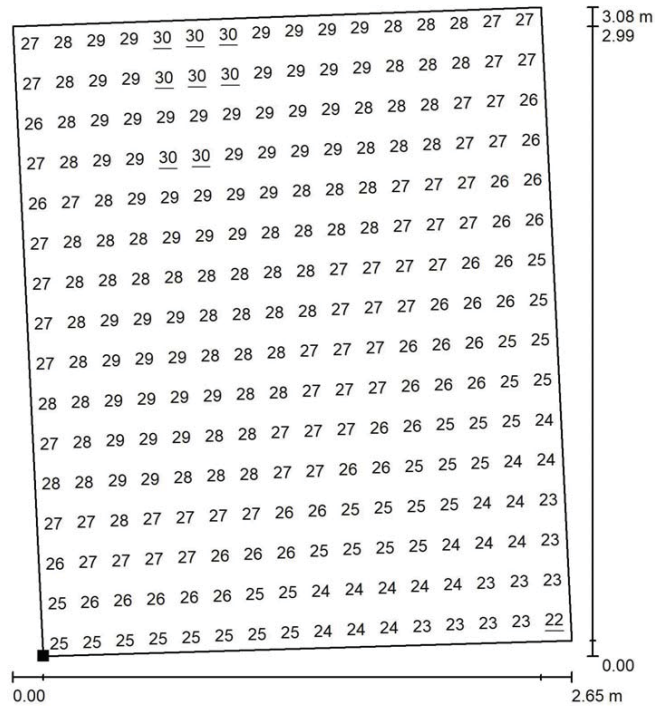 27 28 29 29 30 30 30 29 29 29 29 28 28 28 27 27
3.08 m
2.99
27 28 29 29 30 30 30 29 29 29 29 28 28 28 27 27
26 28 29 29 29 29 29 29 29 29 28 28 28 27 27 26
27 28 29 29 30 30 29 29 29 29 28 28 28 27 27 26
26 27 28 29 29 29 29 29 28 28 28 27 27 27 26 26
27 28 28 28 29 29 29 28 28 28 28 27 27 27 26 26
27 28 28 28 28 28 28 28 28 27 27 27 27 26 26 25
27 28 29 29 29 28 28 28 28 27 27 27 26 26 26 25
27 28 29 29 29 28 28 28 27 27 27 26 26 26 25 25
28 28 29 29 29 29 28 28 27 27 27 26 26 26 25 25
27 28 29 29 29 28 28 27 27 27 26 26 25 25 25 24
28 28 29 29 28 28 28 27 27 26 26 25 25 25 24 24
27 27 28 27 27 27 27 26 26 25 25 25 25 24 24 23
26 27 27 27 27 26 26 26 25 25 25 25 24 24 24 23
25 26 26 26 26 26 25 25 24 24 24 24 24 23 23 23
25 25 25 25 25 25 25 25 24 24 24 23 23 23 23 22
0.00
0.00 2.65 m